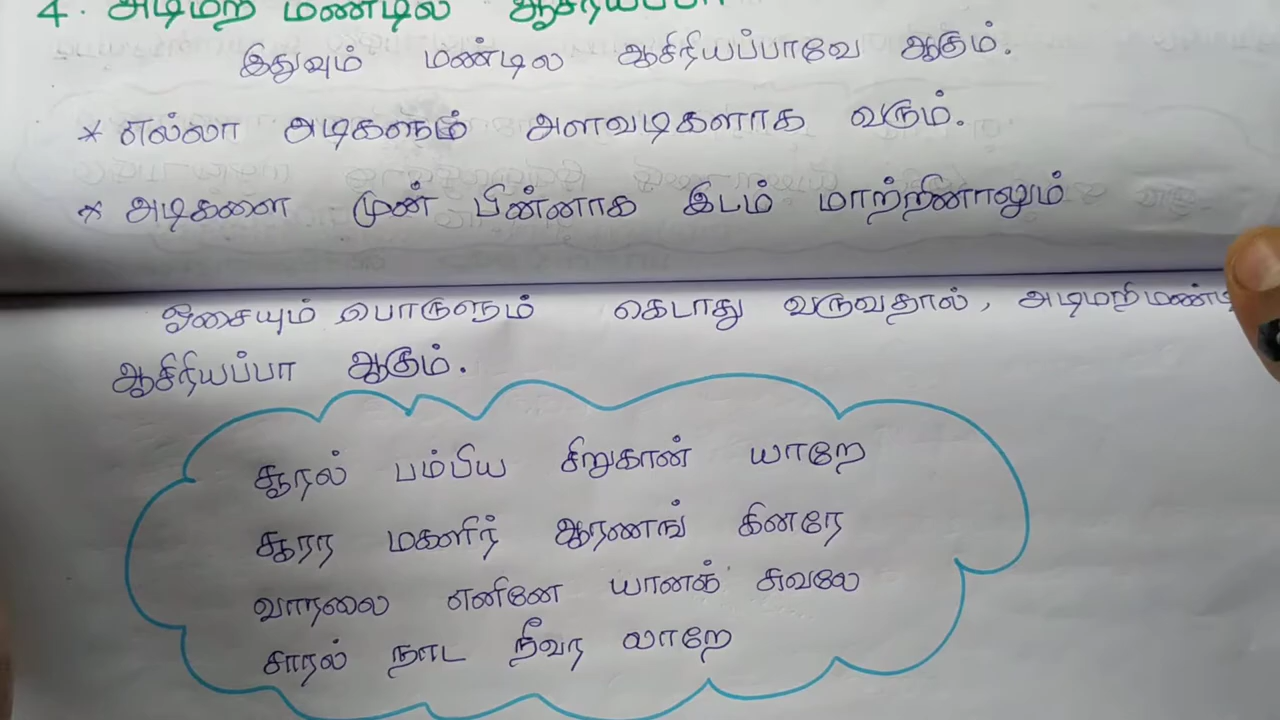 4. அடிமறி மண்டில ஆசிரியப்பா
இதுவும் மண்டில ஆசிரியப்பாவே ஆகும்.
* எல்லா அடிகளும் அளவடிகளாக வரும்.
* அடிகளை முன் பின்னாக இடம் மாற்றினாலும்
ஓசையும் பொருளும் கெடாது வருவதால், அடிமறிமண்டி
ஆசிரியப்பா ஆகும்.
சூரல் பம்பிய சிறுகான் யாறே
சூரர மகளிர் ஆரணங் கினரே
வாரலை எனினே யானஞ் சுவலே
சாரல் நாட நீவர லாறே